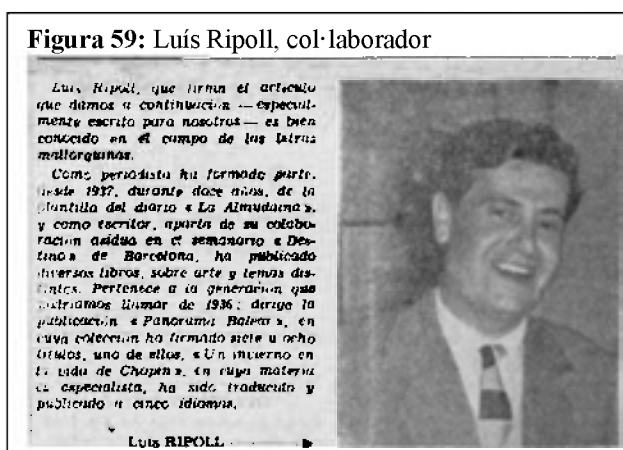 Figura 59: Luís Ripoll, col·laborador
Luis Ripoll, que firma el artículo
que damos a continuación — especial-
mente escrito para nosotros — es bien
conocido en el campo de las letras
mallorquinas.
Como periodista ha formado parte,
desde 1937, durante doce años, de la
plantilla del diario « La Almudaina »,
y como escritor, aparte de su colabo-
ración asidua en el semanario « Des-
tino » de Barcelona, ha publicado
diversos libros, sobre arte y temas dis-
tintos. Pertenece a la generación que
podríamos llamar de 1936; dirige la
publicación « Panorama Balear », en
cuya colección ha firmado siete u ocho
títulos, uno de ellos, « Un invierno en
la vida de Chopin », en cuya materia
es especialista, ha sido traducido y
publicado a cinco idiomas.
Luis RIPOLL